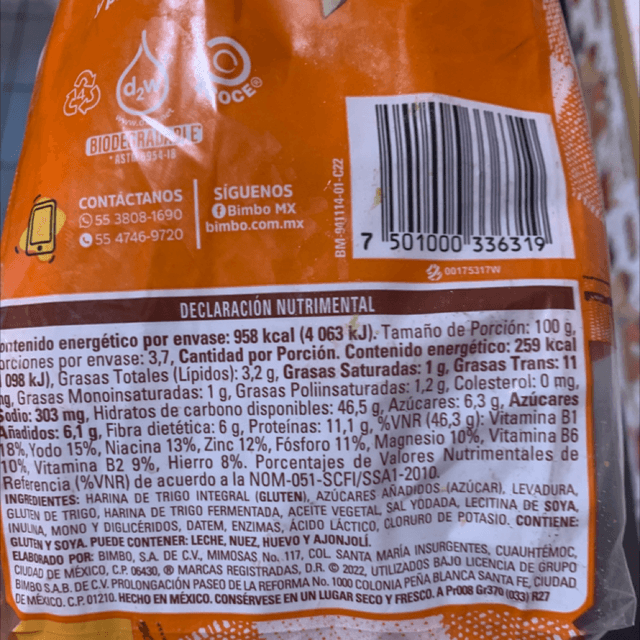 d₂w
BIODEGRADABLE
*ASTM 6954-18
CONTÁCTANOS
55 3808-1690
55 4746-9720
SÍGUENOS
Bimbo MX
bimbo.com.mx
BM-901114-01-C22
7 501000 336319
00175317W
DECLARACIÓN NUTRIMENTAL
ontenido energético por envase: 958 kcal (4 063 kJ). Tamaño de Porción: 100 g,
orciones por envase: 3,7, Cantidad por Porción. Contenido energético: 259 kcal
098 kJ), Grasas Totales (Lípidos): 3,2 g, Grasas Saturadas: 1 g, Grasas Trans: 11
ng, Grasas Monoinsaturadas: 1 g, Grasas Poliinsaturadas: 1,2 g, Colesterol: 0 mg,
Sodio: 303 mg, Hidratos de carbono disponibles: 46,5 g, Azúcares: 6,3 g, Azúcares
Añadidos: 6,1 g, Fibra dietética: 6 g, Proteínas: 11,1 g, %VNR (46,3 g): Vitamina B1
18%, Yodo 15%, Niacina 13%, Zinc 12%, Fósforo 11%, Magnesio 10%, Vitamina B6
10%, Vitamina B2 9%, Hierro 8%. Porcentajes de Valores Nutrimentales de
Referencia (%VNR) de acuerdo a la NOM-051-SCFI/SSA1-2010.
INGREDIENTES: HARINA DE TRIGO INTEGRAL (GLUTEN), AZÚCARES AÑADIDOS (AZÚCAR), LEVADURA,
GLUTEN DE TRIGO, HARINA DE TRIGO FERMENTADA, ACEITE VEGETAL, SAL YODADA, LECITINA DE SOYA,
INULINA, MONO Y DIGLICÉRIDOS, DATEM, ENZIMAS, ÁCIDO LÁCTICO, CLORURO DE POTASIO. CONTIENE:
GLUTEN Y SOYA. PUEDE CONTENER: LECHE, NUEZ, HUEVO Y AJONJOLÍ.
ELABORADO POR: BIMBO, S.A. DE C.V., MIMOSAS No. 117, COL. SANTA MARÍA INSURGENTES, CUAUHTÉMOC,
CIUDAD DE MÉXICO, C.P. 06430, ® MARCAS REGISTRADAS, D.R. © 2022, UTILIZADOS BAJO LICENCIA DE GRUPO
BIMBO S.A.B. DE C.V. PROLONGACIÓN PASEO DE LA REFORMA No. 1000 COLONIA PEÑA BLANCA SANTA FE, CIUDAD
DE MÉXICO, C.P. 01210. HECHO EN MÉXICO. CONSÉRVESE EN UN LUGAR SECO Y FRESCO. A Pr008 Gr370 (033) R27